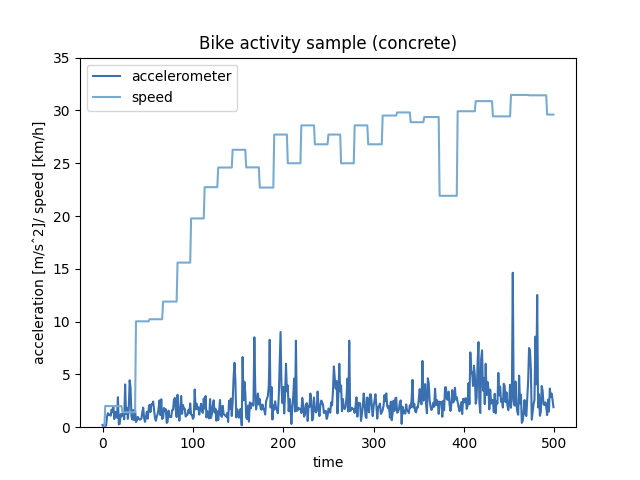 Bike activity sample (concrete)
accelerometer
speed
acceleration [m/s^2]/ speed [km/h]
35
30
25
20
15
10
5
0
0 100 200 300 400 500
time